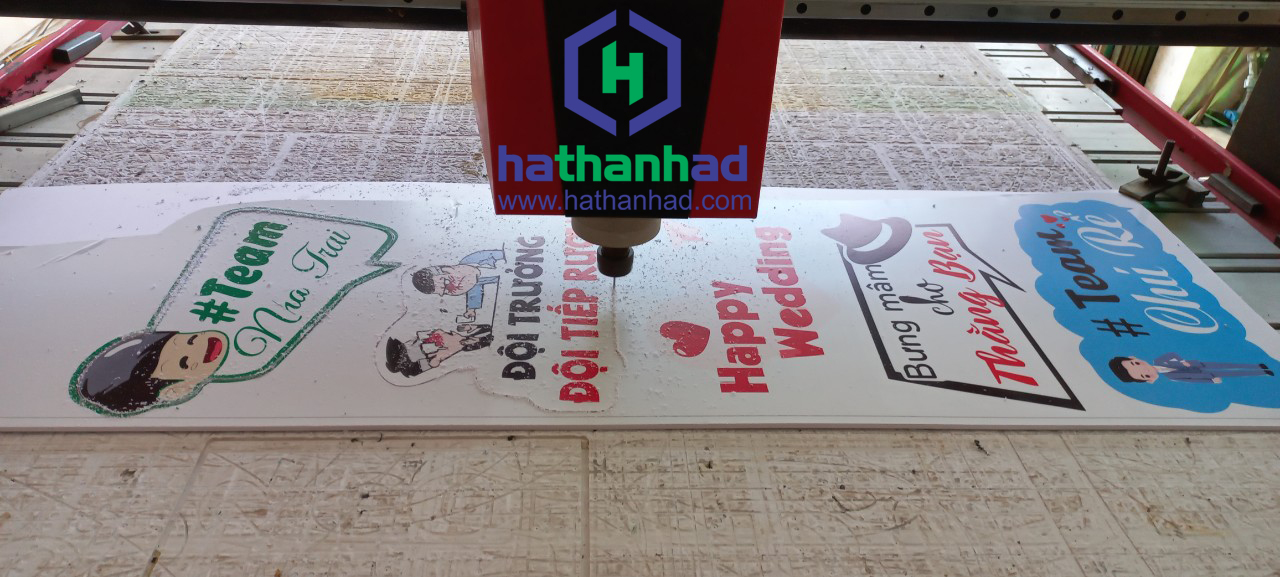 H
hathanhad
www.hathanhad.com
#Team
Nhà Trai
ĐỘI TRƯỞNG
ĐỘI TIẾP RƯỢ
Happy
Wedding
Bưng mâm
cho
Thằng Bạn
# Team
Chú Rể